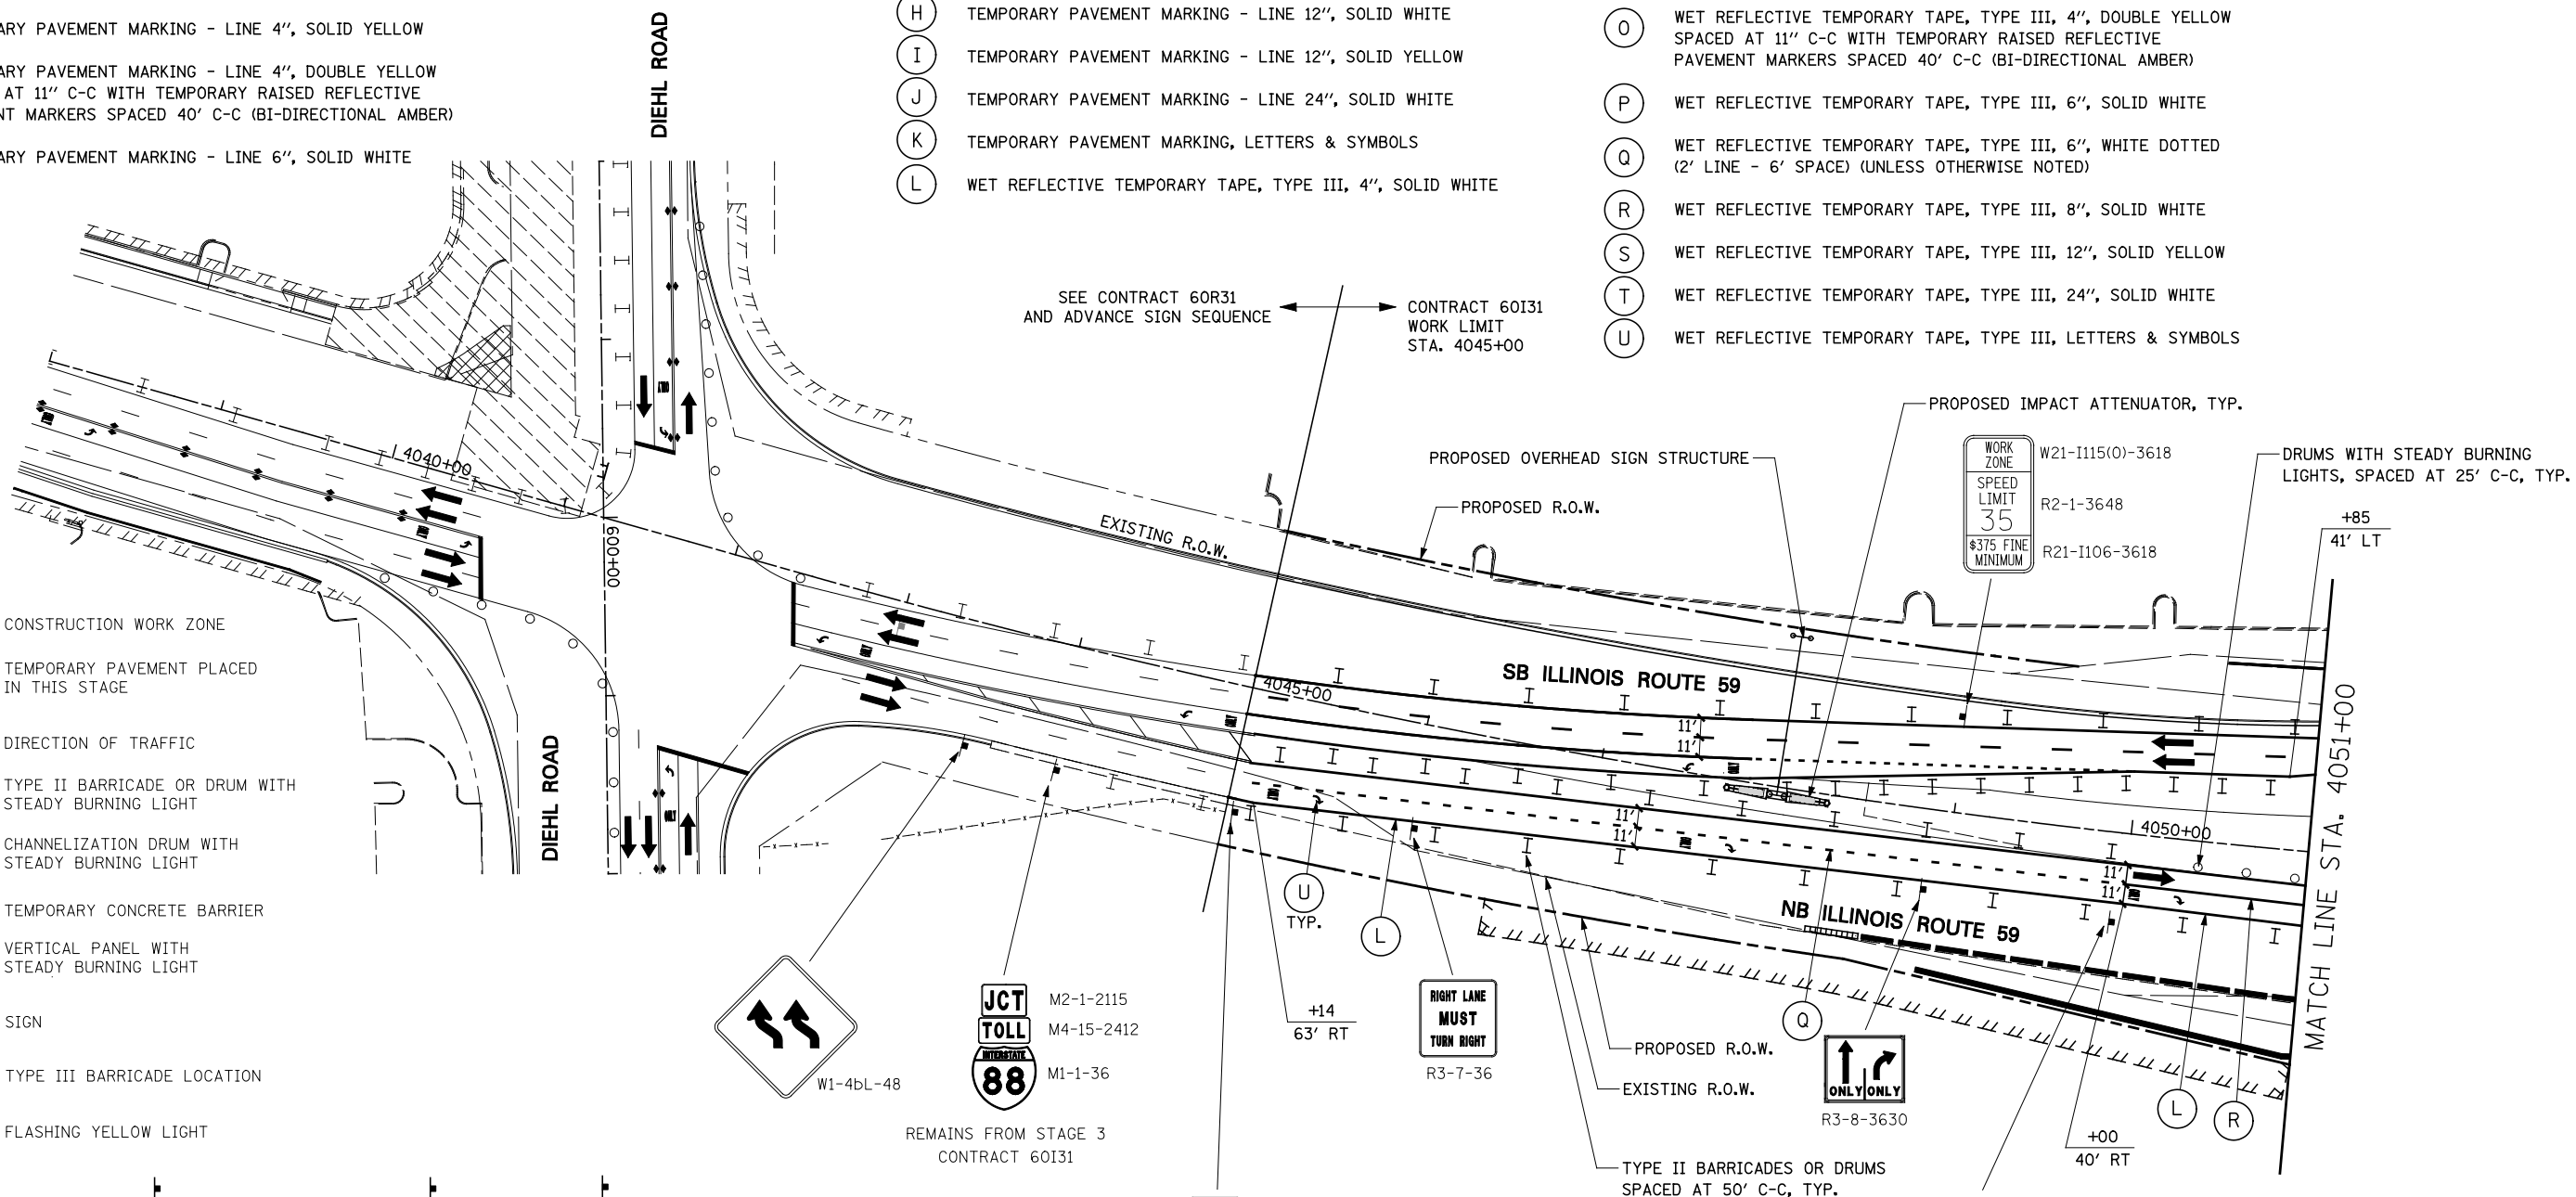 ARY PAVEMENT MARKING - LINE 4", SOLID YELLOW
ARY PAVEMENT MARKING - LINE 4", DOUBLE YELLOW
AT 11" C-C WITH TEMPORARY RAISED REFLECTIVE
NT MARKERS SPACED 40' C-C (BI-DIRECTIONAL AMBER)
ARY PAVEMENT MARKING - LINE 6", SOLID WHITE
DIEHL ROAD
H TEMPORARY PAVEMENT MARKING - LINE 12", SOLID WHITE
I TEMPORARY PAVEMENT MARKING - LINE 12", SOLID YELLOW
J TEMPORARY PAVEMENT MARKING - LINE 24", SOLID WHITE
K TEMPORARY PAVEMENT MARKING, LETTERS & SYMBOLS
L WET REFLECTIVE TEMPORARY TAPE, TYPE III, 4", SOLID WHITE
O WET REFLECTIVE TEMPORARY TAPE, TYPE III, 4", DOUBLE YELLOW
SPACED AT 11" C-C WITH TEMPORARY RAISED REFLECTIVE
PAVEMENT MARKERS SPACED 40' C-C (BI-DIRECTIONAL AMBER)
P WET REFLECTIVE TEMPORARY TAPE, TYPE III, 6", SOLID WHITE
Q WET REFLECTIVE TEMPORARY TAPE, TYPE III, 6", WHITE DOTTED
(2' LINE - 6' SPACE) (UNLESS OTHERWISE NOTED)
R WET REFLECTIVE TEMPORARY TAPE, TYPE III, 8", SOLID WHITE
S WET REFLECTIVE TEMPORARY TAPE, TYPE III, 12", SOLID YELLOW
T WET REFLECTIVE TEMPORARY TAPE, TYPE III, 24", SOLID WHITE
U WET REFLECTIVE TEMPORARY TAPE, TYPE III, LETTERS & SYMBOLS
SEE CONTRACT 60R31
AND ADVANCE SIGN SEQUENCE
CONTRACT 60I31
WORK LIMIT
STA. 4045+00
PROPOSED IMPACT ATTENUATOR, TYP.
PROPOSED OVERHEAD SIGN STRUCTURE
PROPOSED R.O.W.
WORK
ZONE
SPEED
LIMIT
35
$375 FINE
MINIMUM
W21-I115(O)-3618
R2-1-3648
R21-I106-3618
DRUMS WITH STEADY BURNING
LIGHTS, SPACED AT 25' C-C, TYP.
+85
41' LT
4040+00
600+00
ONLY
EXISTING R.O.W.
SB ILLINOIS ROUTE 59
4045+00
11'
11'
11'
11'
4050+00
11'
11'
NB ILLINOIS ROUTE 59
MATCH LINE STA. 4051+00
CONSTRUCTION WORK ZONE
TEMPORARY PAVEMENT PLACED
IN THIS STAGE
DIRECTION OF TRAFFIC
TYPE II BARRICADE OR DRUM WITH
STEADY BURNING LIGHT
CHANNELIZATION DRUM WITH
STEADY BURNING LIGHT
TEMPORARY CONCRETE BARRIER
VERTICAL PANEL WITH
STEADY BURNING LIGHT
SIGN
TYPE III BARRICADE LOCATION
FLASHING YELLOW LIGHT
DIEHL ROAD
ONLY
W1-4bL-48
JCT
TOLL
INTERSTATE
88
M2-1-2115
M4-15-2412
M1-1-36
REMAINS FROM STAGE 3
CONTRACT 60I31
U
TYP.
L
+14
63' RT
RIGHT LANE
MUST
TURN RIGHT
R3-7-36
PROPOSED R.O.W.
EXISTING R.O.W.
TYPE II BARRICADES OR DRUMS
SPACED AT 50' C-C, TYP.
Q
ONLY ONLY
R3-8-3630
+00
40' RT
L
R